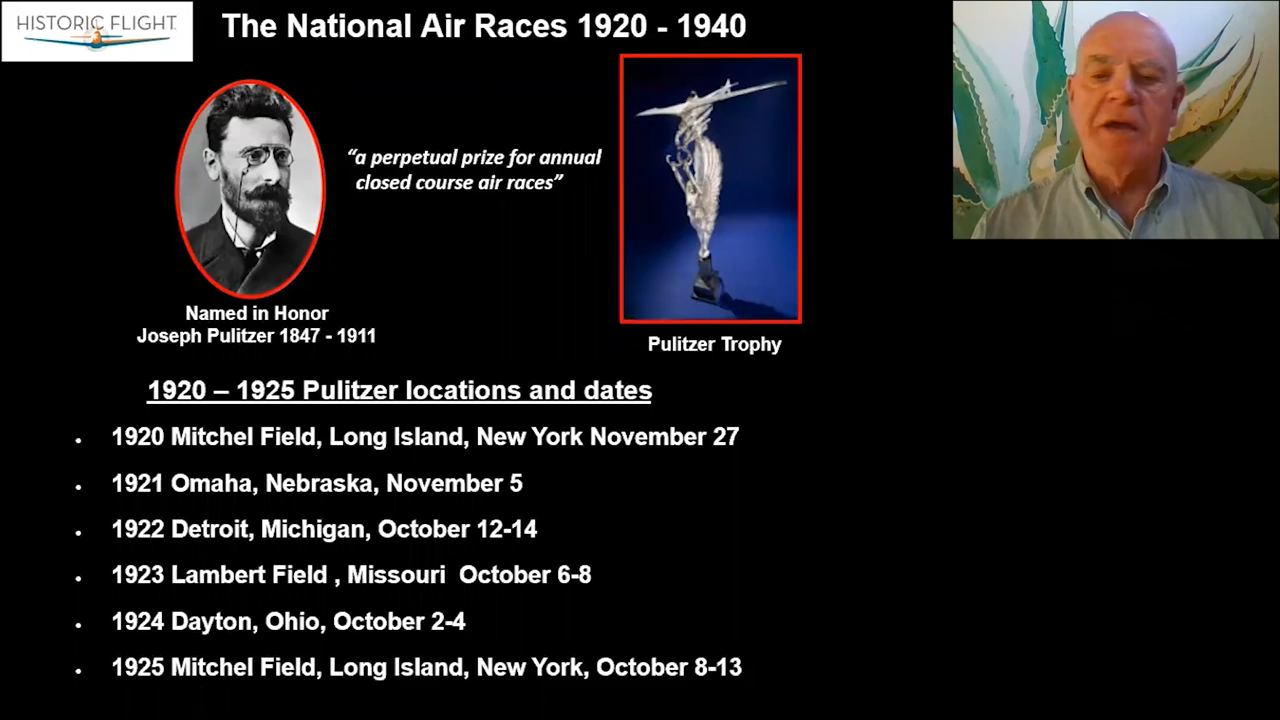 HISTORIC FLIGHT
The National Air Races 1920 - 1940
“a perpetual prize for annual
closed course air races”
Named in Honor
Joseph Pulitzer 1847 - 1911
Pulitzer Trophy
1920 – 1925 Pulitzer locations and dates
• 1920 Mitchel Field, Long Island, New York November 27
• 1921 Omaha, Nebraska, November 5
• 1922 Detroit, Michigan, October 12-14
• 1923 Lambert Field , Missouri  October 6-8
• 1924 Dayton, Ohio, October 2-4
• 1925 Mitchel Field, Long Island, New York, October 8-13